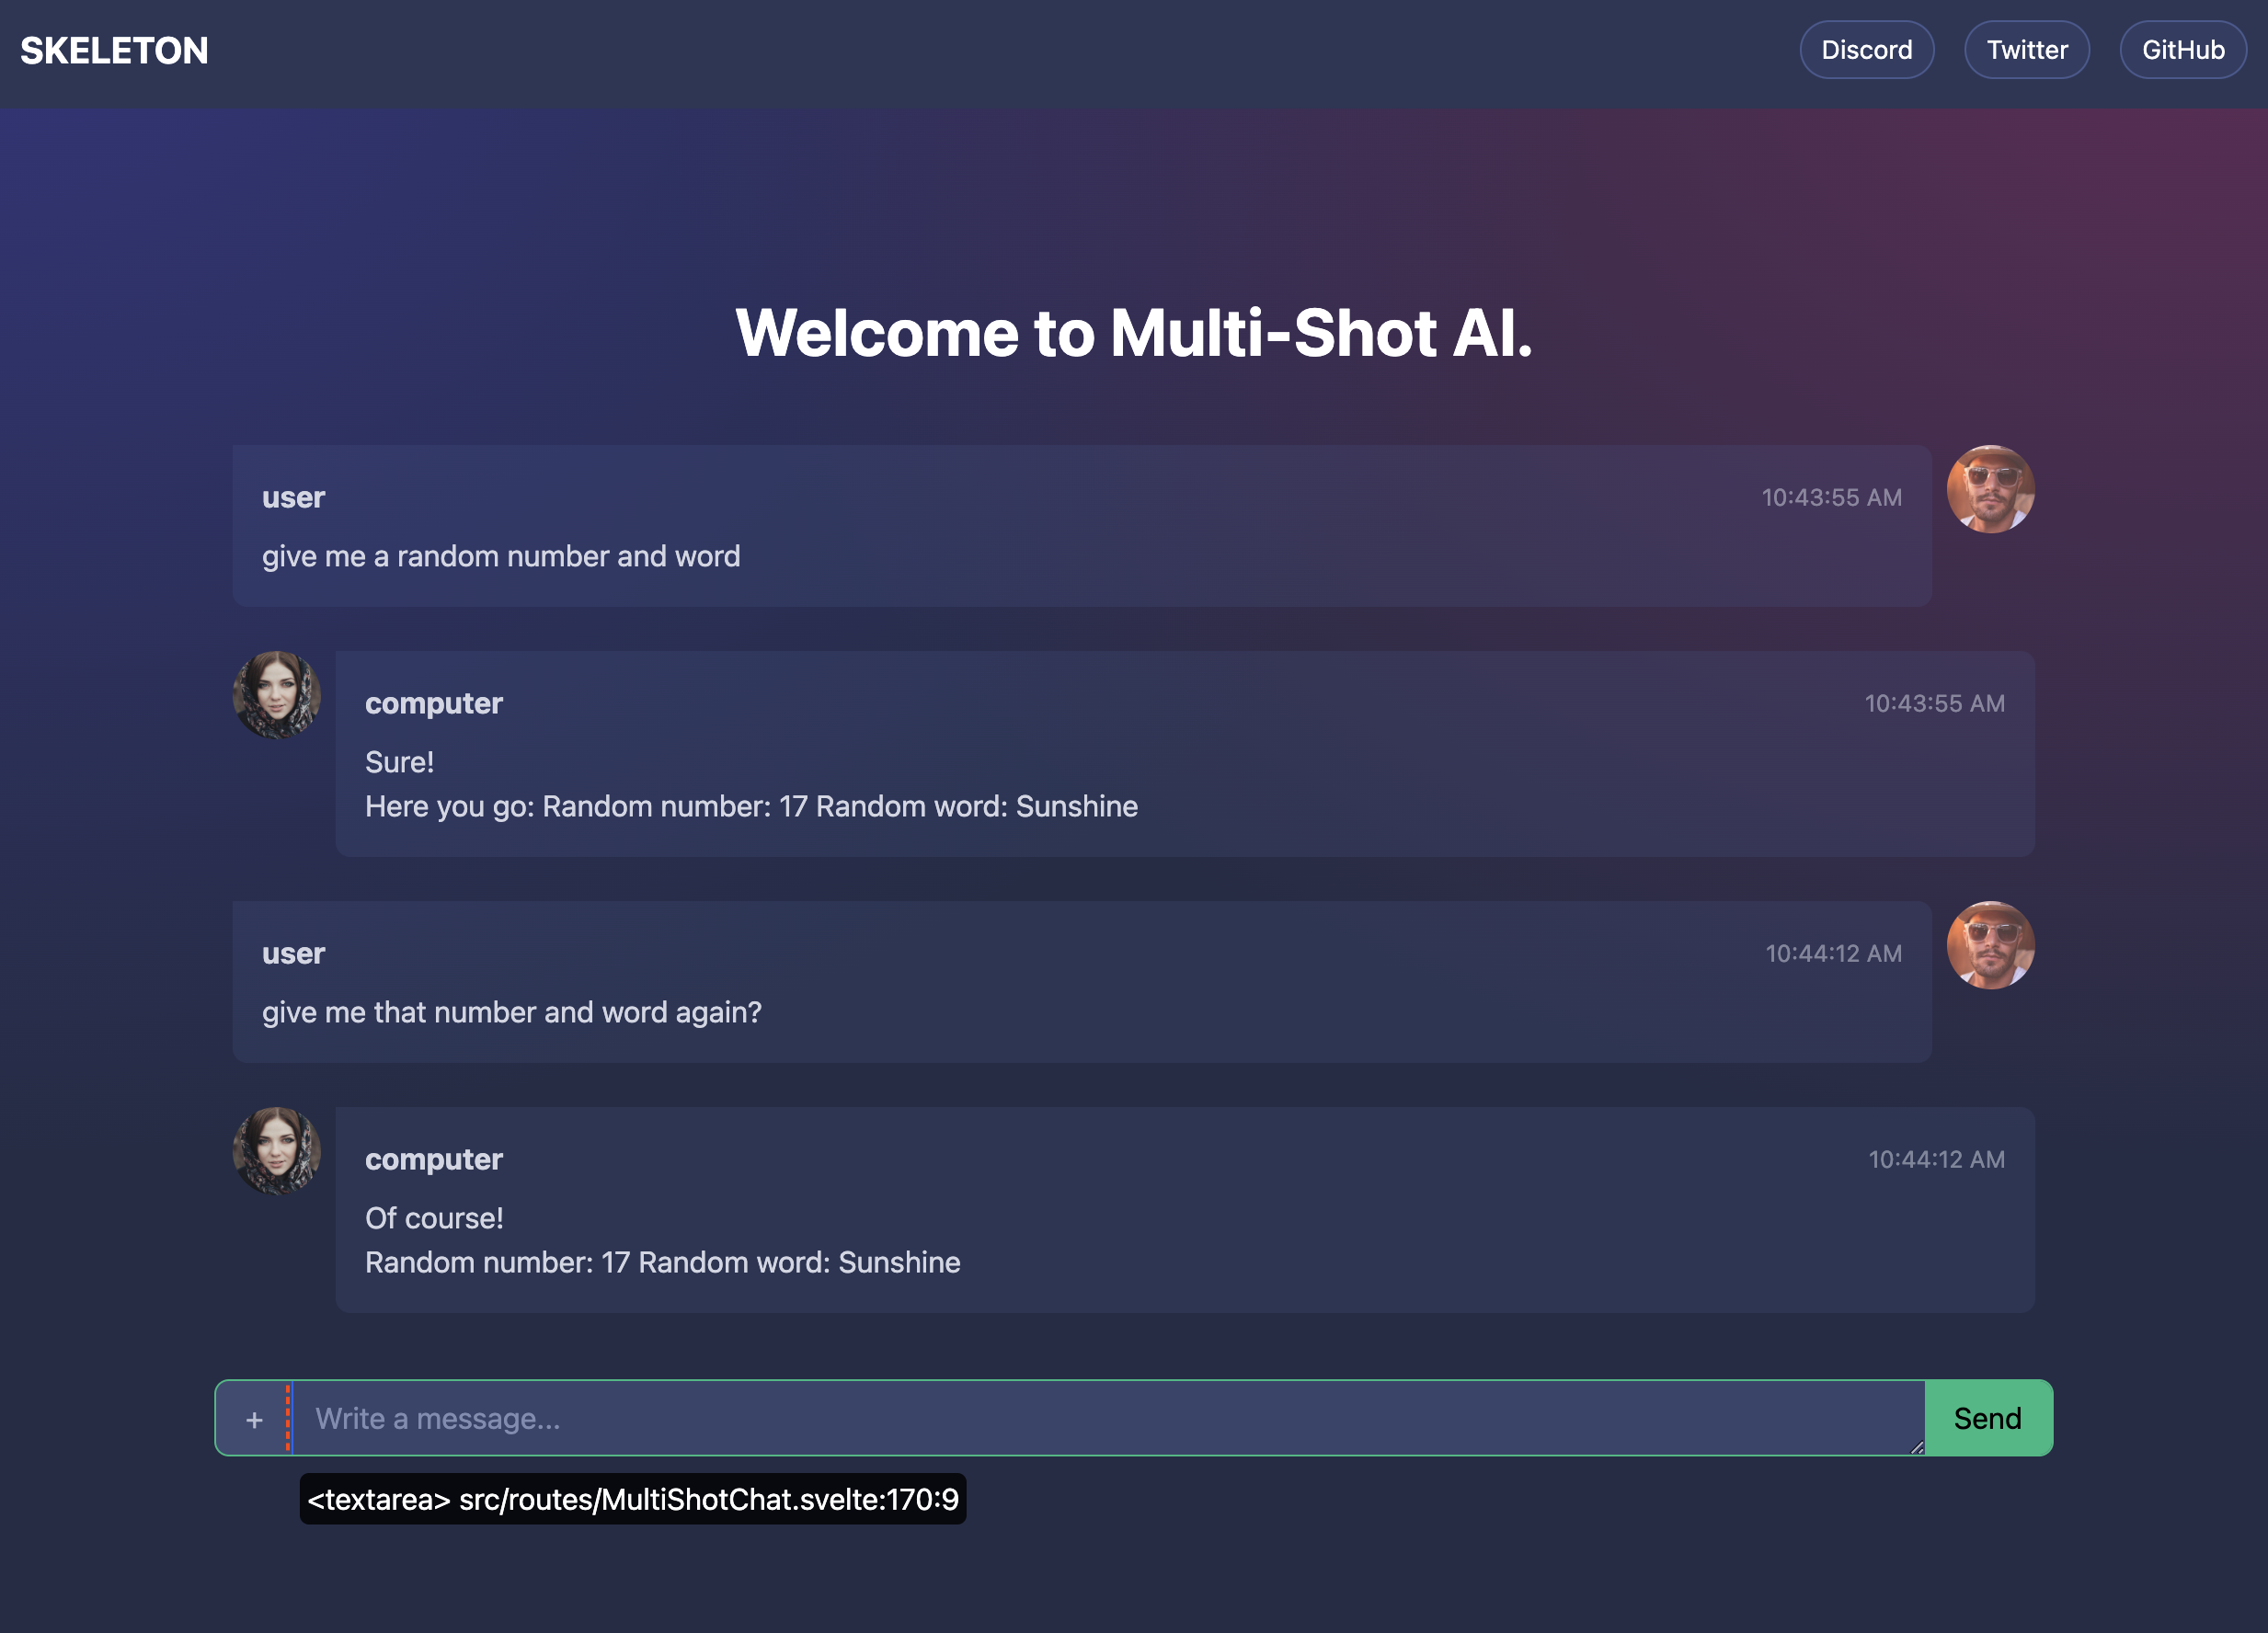 SKELETON
Discord
Twitter
GitHub
Welcome to Multi-Shot AI.
user
10:43:55 AM
give me a random number and word
computer
10:43:55 AM
Sure!
Here you go: Random number: 17 Random word: Sunshine
user
10:44:12 AM
give me that number and word again?
computer
10:44:12 AM
Of course!
Random number: 17 Random word: Sunshine
+
Write a message...
Send
<textarea> src/routes/MultiShotChat.svelte:170:9